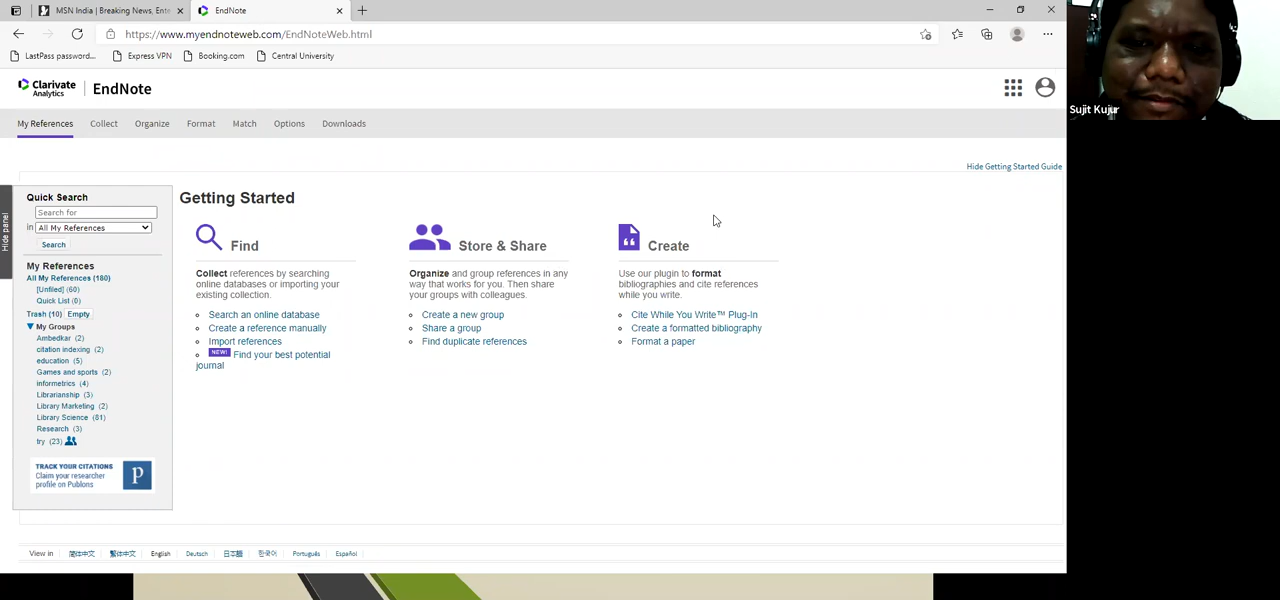 MSN India | Breaking News, Ente
EndNote
https://www.myendnoteweb.com/EndNoteWeb.html
LastPass password...
Express VPN
Booking.com
Central University
Clarivate
Analytics
EndNote
My References
Collect
Organize
Format
Match
Options
Downloads
Hide Getting Started Guide
Hide panel
Quick Search
Search for
in All My References
Search
My References
All My References (180)
[Unfiled] (60)
Quick List (0)
Trash (10) Empty
My Groups
Ambedkar (2)
citation indexing (2)
education (5)
Games and sports (2)
informetrics (4)
Librarianship (3)
Library Marketing (2)
Library Science (81)
Research (3)
try (23)
TRACK YOUR CITATIONS
Claim your researcher
profile on Publons
P
Getting Started
Find
Collect references by searching
online databases or importing your
existing collection.
Search an online database
Create a reference manually
Import references
NEW! Find your best potential
journal
Store & Share
Organize and group references in any
way that works for you. Then share
your groups with colleagues.
Create a new group
Share a group
Find duplicate references
Create
Use our plugin to format
bibliographies and cite references
while you write.
Cite While You Write™ Plug-In
Create a formatted bibliography
Format a paper
View in
简体中文
繁體中文
English
Deutsch
日本語
한국어
Português
Español
Sujit Kujur